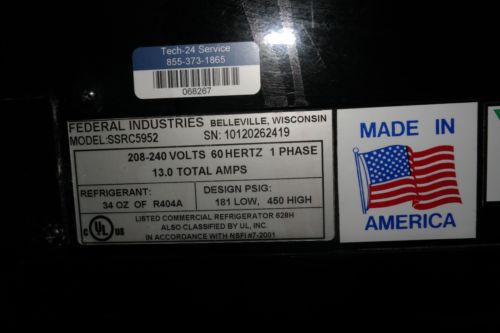 Tech-24 Service
855-373-1865
068267
FEDERAL INDUSTRIES BELLEVILLE, WISCONSIN
MODEL:SSRC5952 SN: 10120262419
208-240 VOLTS 60 HERTZ 1 PHASE
13.0 TOTAL AMPS
REFRIGERANT:
34 OZ OF R404A
DESIGN PSIG:
181 LOW, 450 HIGH
C UL US
LISTED COMMERCIAL REFRIGERATOR 628H
ALSO CLASSIFIED BY UL, INC.
IN ACCORDANCE WITH NSF/#7-2001
MADE IN
AMERICA